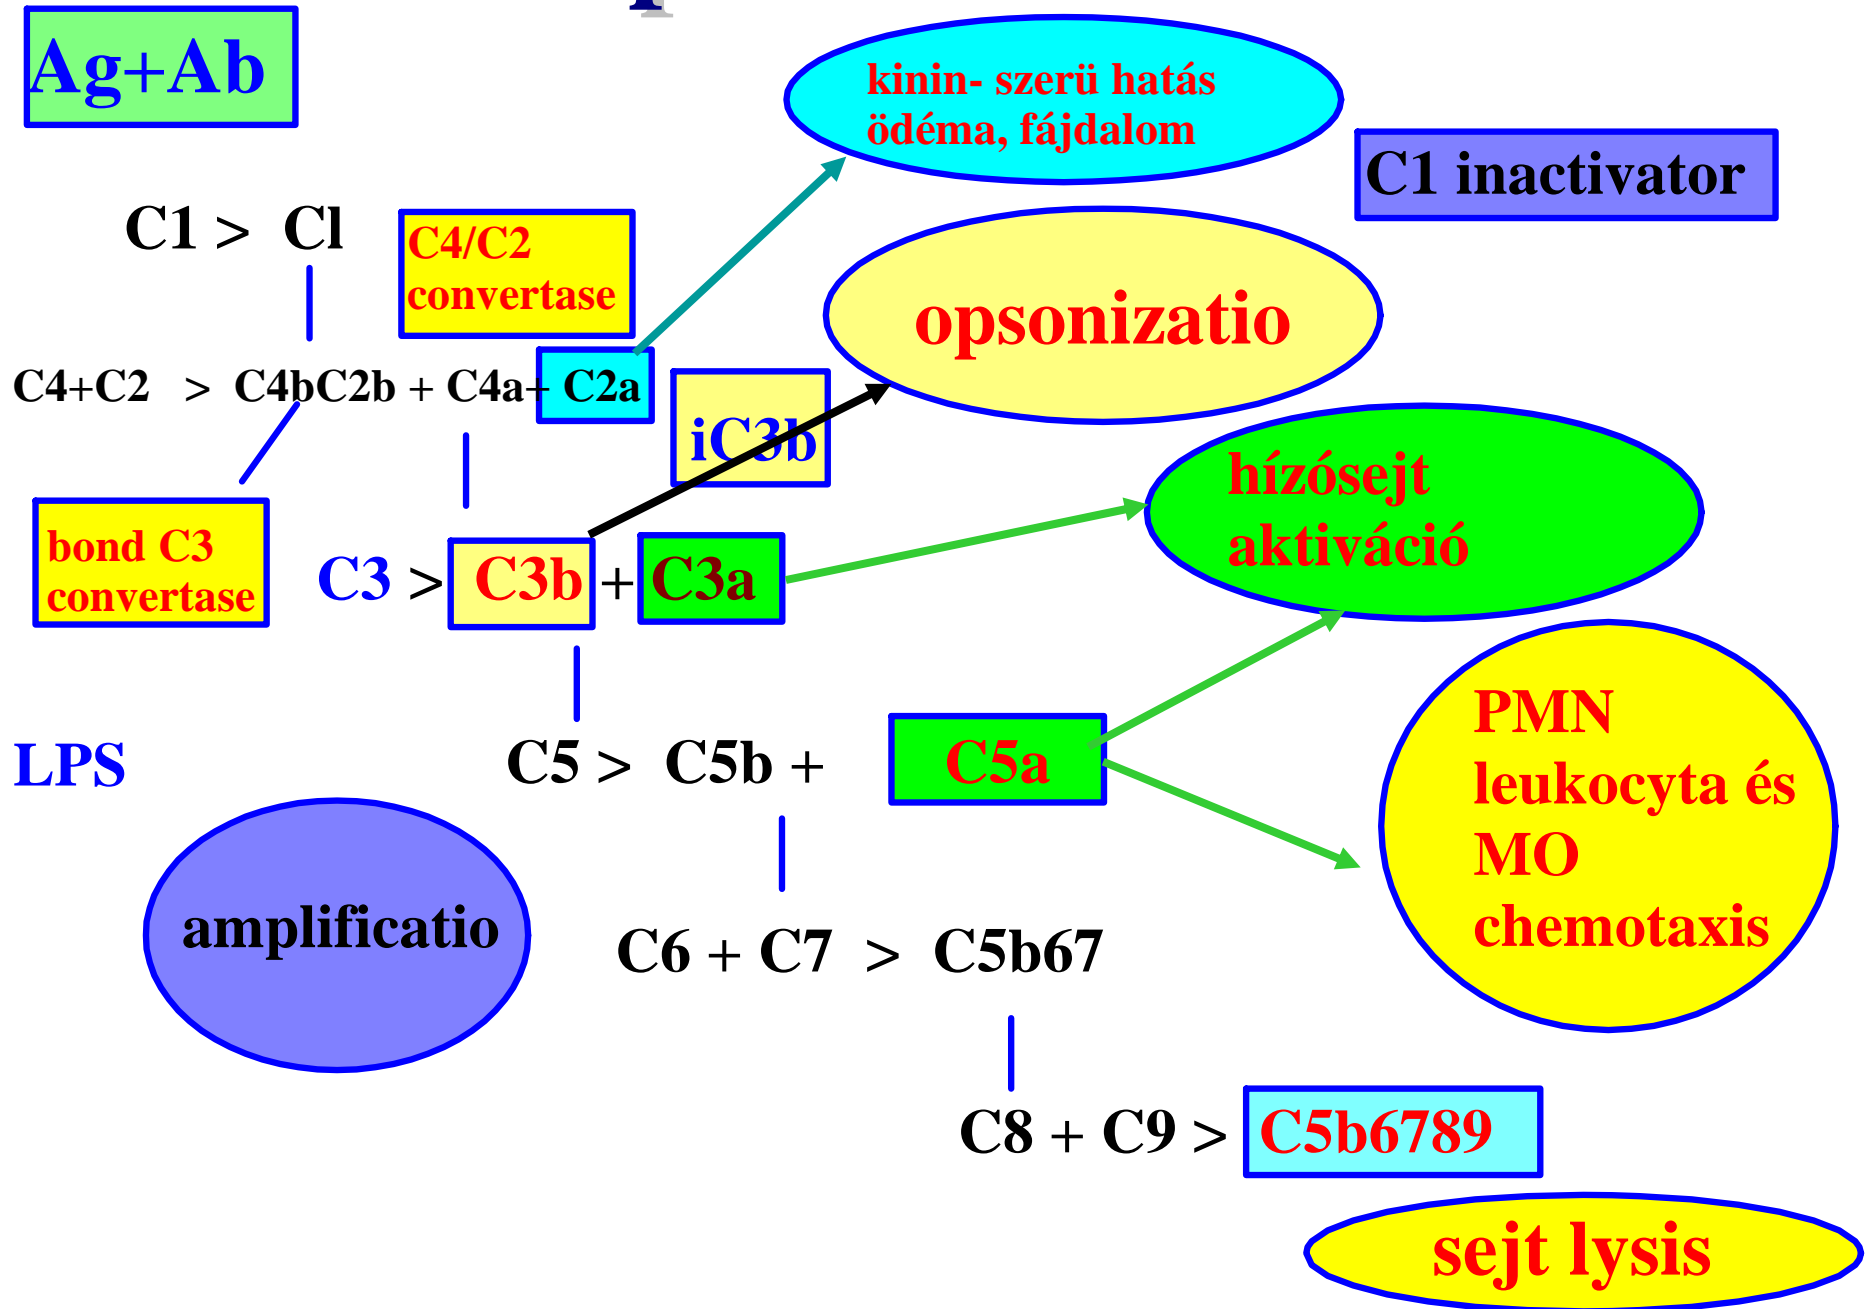 Ag+Ab
kinin- szerü hatás
ödéma, fájdalom
C1 inactivator
C1 > Cl
C4/C2
convertase
opsonizatio
C4+C2 > C4bC2b + C4a+ C2a
iC3b
hízósejt
aktiváció
bond C3
convertase
C3 > C3b + C3a
PMN
leukocyta és
MO
chemotaxis
LPS
C5 > C5b + C5a
amplificatio
C6 + C7 > C5b67
C8 + C9 > C5b6789
sejt lysis